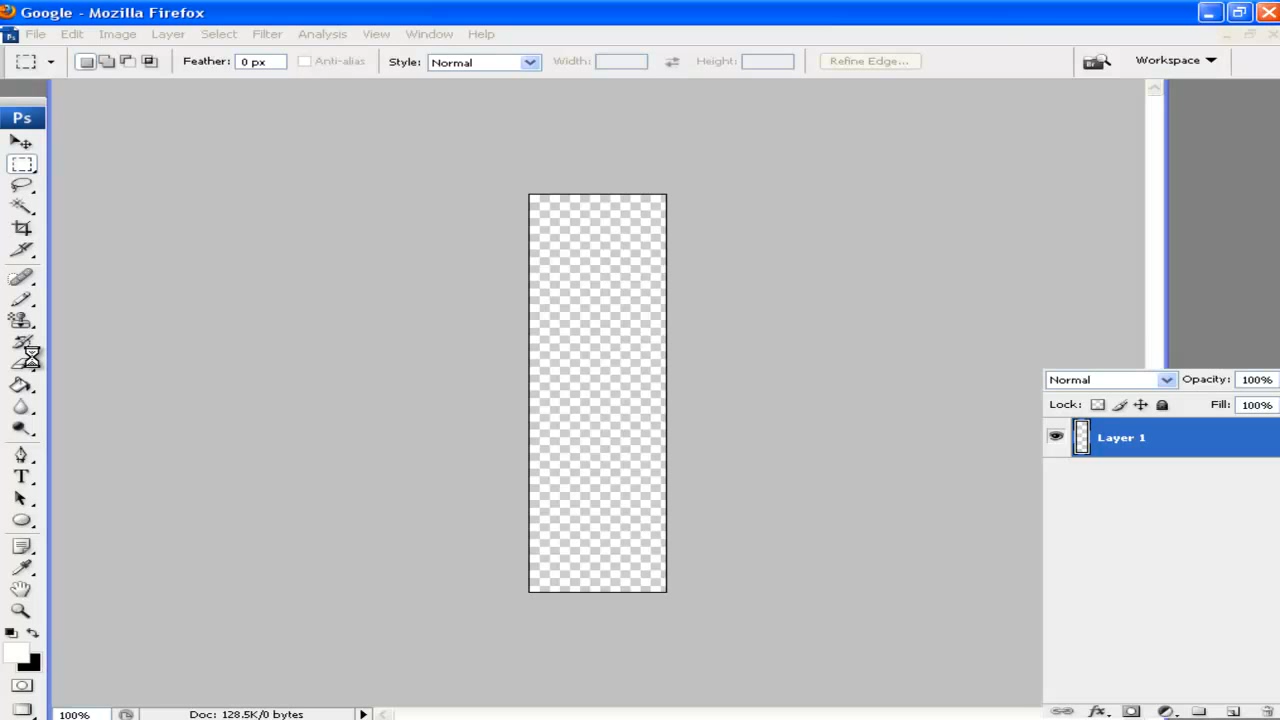 Google - Mozilla Firefox
Ps File Edit Image Layer Select Filter Analysis View Window Help
Feather: 0 px Anti-alias Style: Normal Width: Height: Refine Edge... Workspace
Ps
T
Normal Opacity: 100%
Lock: Fill: 100%
Layer 1
100% Doc: 128.5K/0 bytes
fx